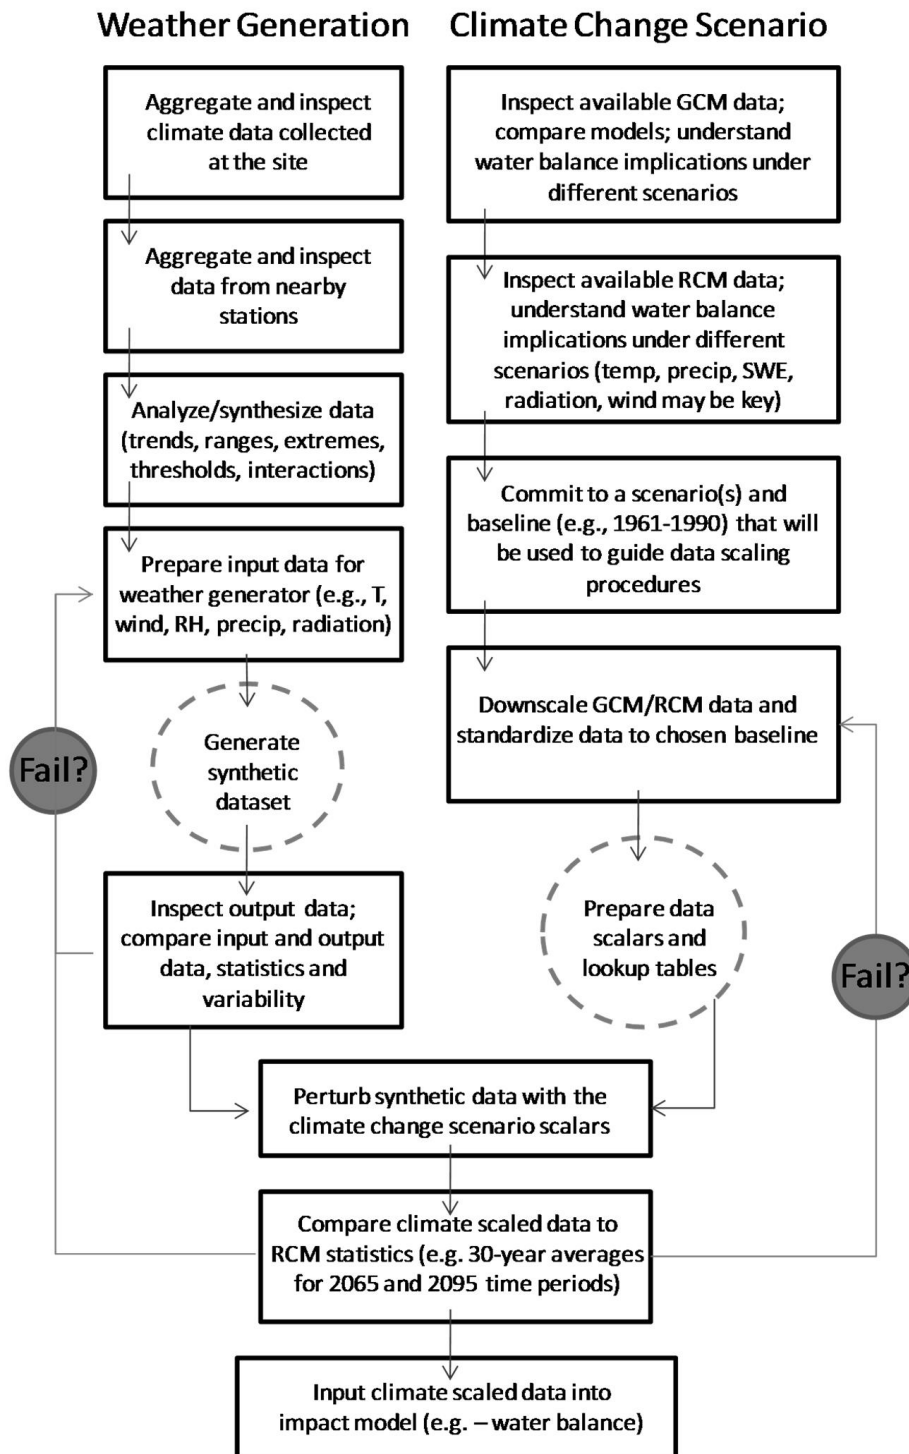 Weather Generation
Aggregate and inspect
climate data collected
at the site
Aggregate and inspect
data from nearby
stations
Analyze/synthesize data
(trends, ranges, extremes,
thresholds, interactions)
Prepare input data for
weather generator (e.g., T,
wind, RH, precip, radiation)
Generate
synthetic
dataset
Fail?
Inspect output data;
compare input and output
data, statistics and
variability
Climate Change Scenario
Inspect available GCM data;
compare models; understand
water balance implications under
different scenarios
Inspect available RCM data;
understand water balance
implications under different
scenarios (temp, precip, SWE,
radiation, wind may be key)
Commit to a scenario(s) and
baseline (e.g., 1961-1990) that will
be used to guide data scaling
procedures
Downscale GCM/RCM data and
standardize data to chosen baseline
Prepare data
scalars and
lookup tables
Fail?
Perturb synthetic data with the
climate change scenario scalars
Compare climate scaled data to
RCM statistics (e.g. 30-year averages
for 2065 and 2095 time periods)
Input climate scaled data into
impact model (e.g. – water balance)